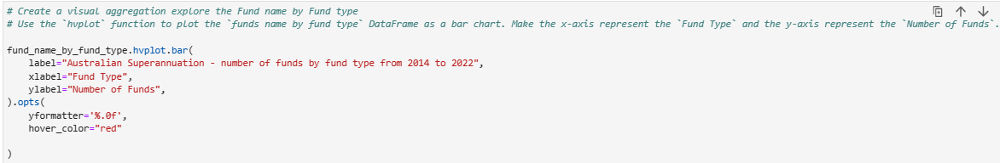 # Create a visual aggregation explore the Fund name by Fund type
# Use the `hvplot` function to plot the `funds name by fund type` DataFrame as a bar chart. Make the x-axis represent the `Fund Type` and the y-axis represent the `Number of Funds`.
fund_name_by_fund_type.hvplot.bar(
    label="Australian Superannuation - number of funds by fund type from 2014 to 2022",
    xlabel="Fund Type",
    ylabel="Number of Funds",
).opts(
    yformatter='%.0f',
    hover_color="red"
)